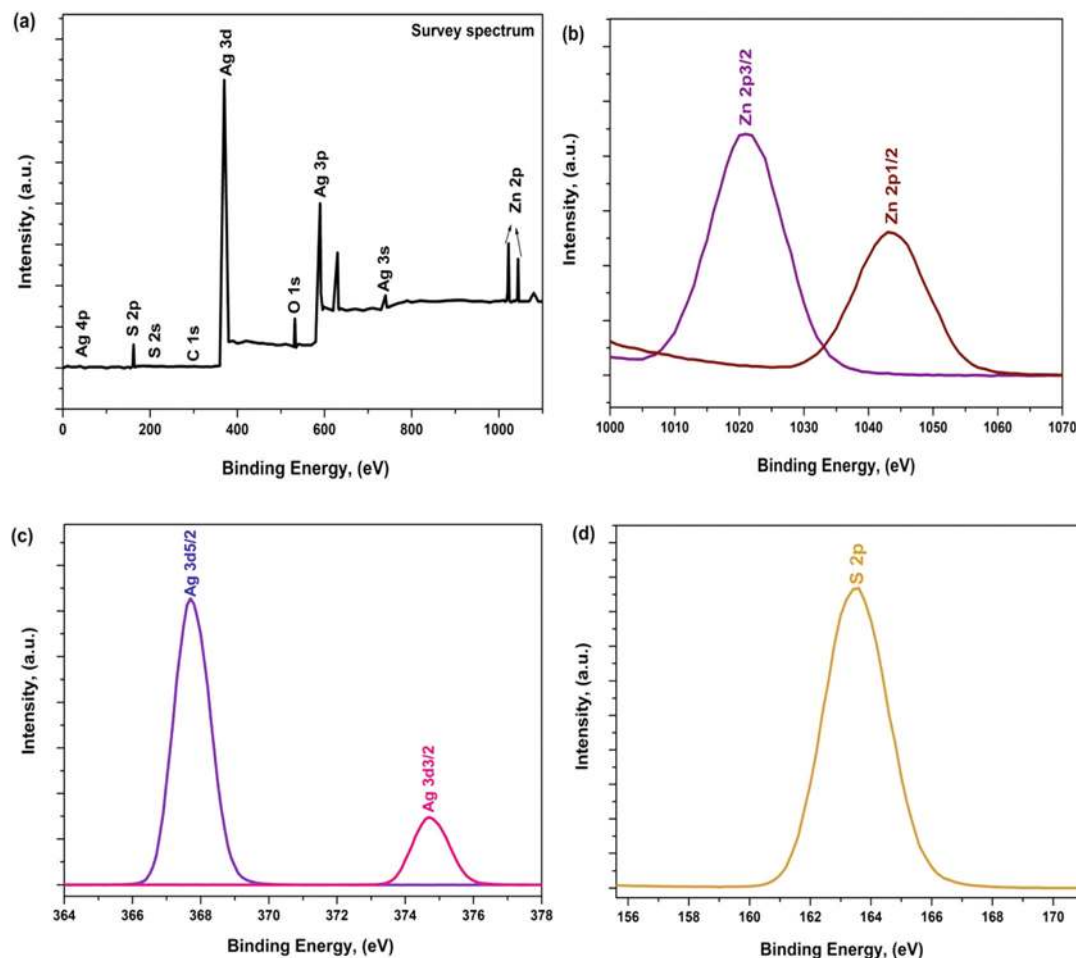 (a)
Survey spectrum
Ag 4p
S 2p
S 2s
C 1s
Ag 3d
O 1s
Ag 3p
Ag 3s
Zn 2p
Intensity, (a.u.)
0 200 400 600 800 1000
Binding Energy, (eV)
(b)
Zn 2p3/2
Zn 2p1/2
Intensity, (a.u.)
1000 1010 1020 1030 1040 1050 1060 1070
Binding Energy, (eV)
(c)
Ag 3d5/2
Ag 3d3/2
Intensity, (a.u.)
364 366 368 370 372 374 376 378
Binding Energy, (eV)
(d)
S 2p
Intensity, (a.u.)
156 158 160 162 164 166 168 170
Binding Energy, (eV)